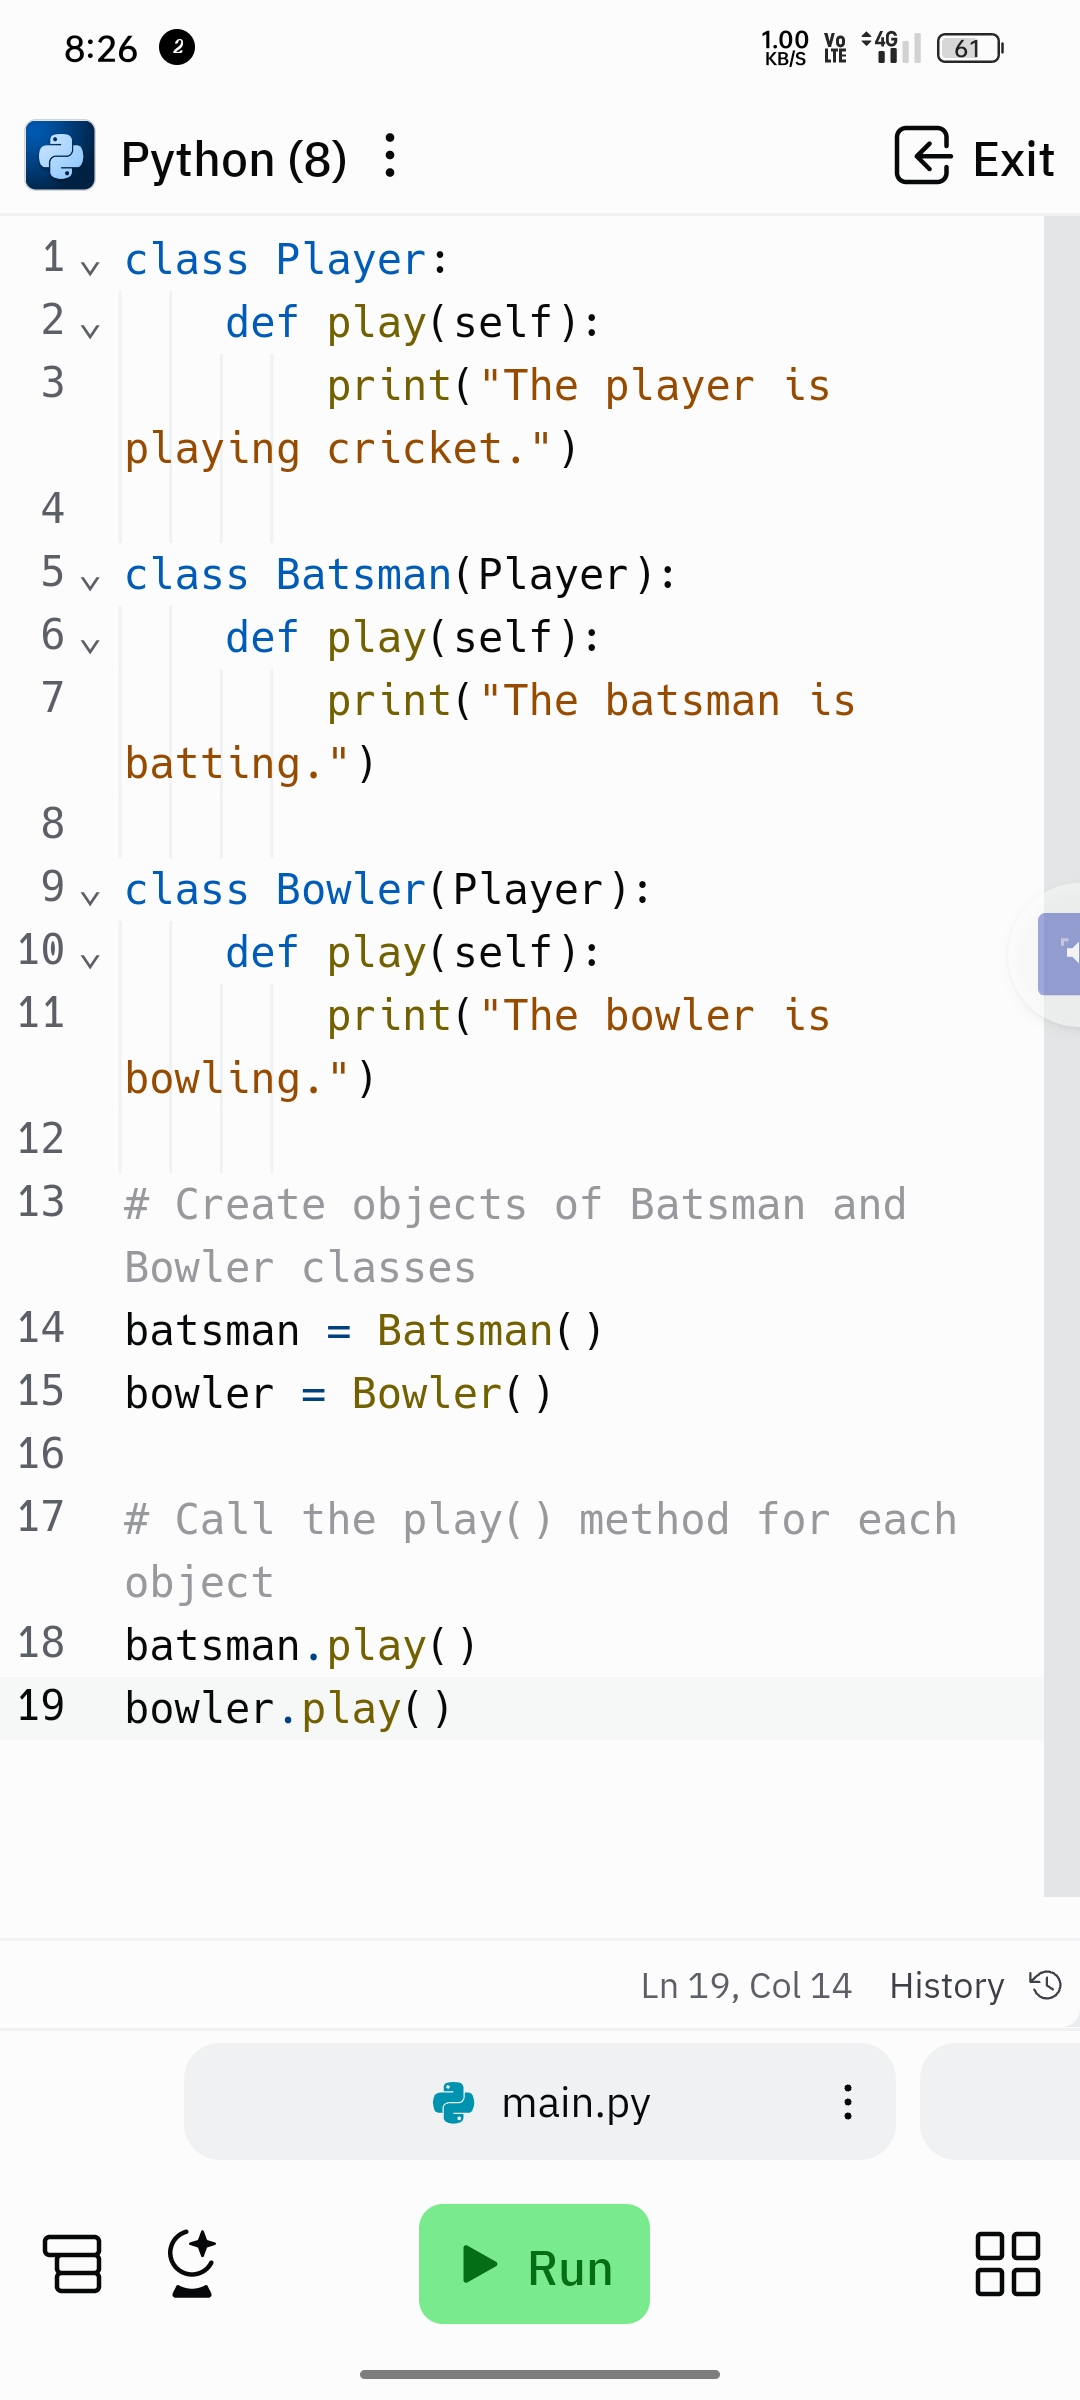 8:26 2 1.00 KB/S Vo LTE 4G 61
Python (8) Exit
1 class Player:
2 def play(self):
3 print("The player is
playing cricket.")
4
5 class Batsman(Player):
6 def play(self):
7 print("The batsman is
batting.")
8
9 class Bowler(Player):
10 def play(self):
11 print("The bowler is
bowling.")
12
13 # Create objects of Batsman and
Bowler classes
14 batsman = Batsman()
15 bowler = Bowler()
16
17 # Call the play() method for each
object
18 batsman.play()
19 bowler.play()
Ln 19, Col 14 History
main.py
Run